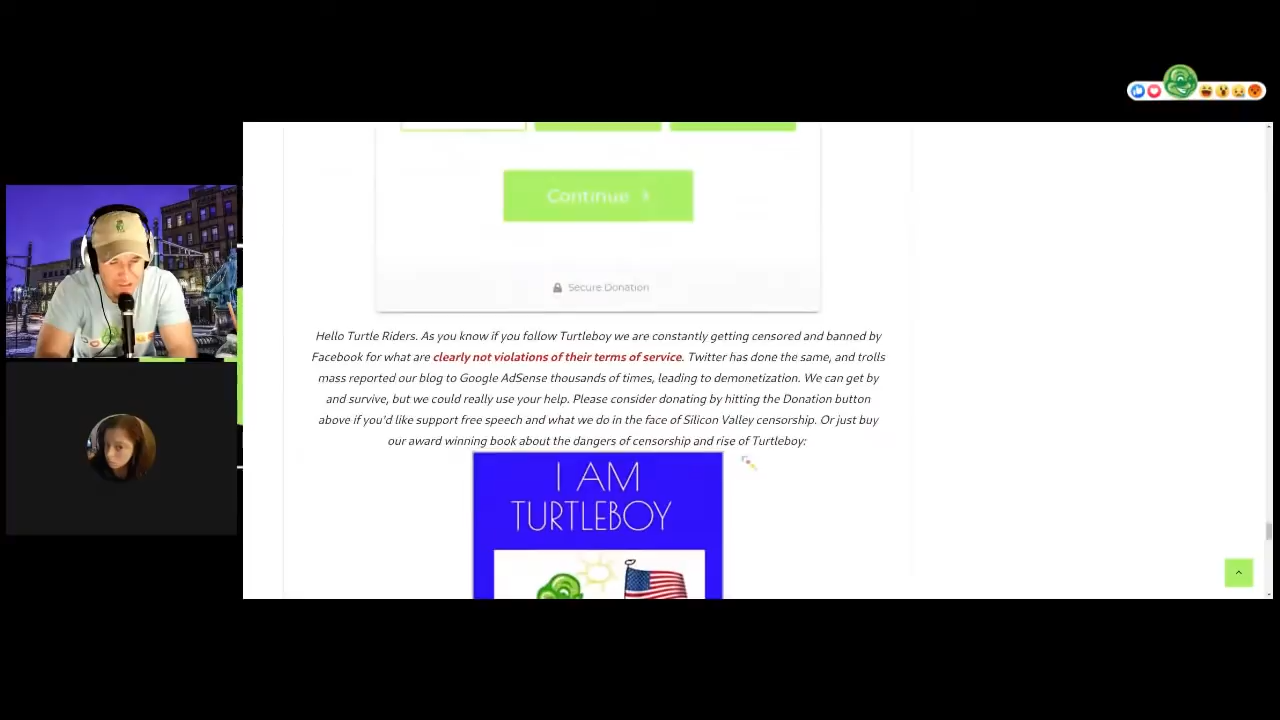 Continue
Secure Donation
Hello Turtle Riders. As you know if you follow Turtleboy we are constantly getting censored and banned by
Facebook for what are clearly not violations of their terms of service. Twitter has done the same, and trolls
mass reported our blog to Google AdSense thousands of times, leading to demonetization. We can get by
and survive, but we could really use your help. Please consider donating by hitting the Donation button
above if you'd like support free speech and what we do in the face of Silicon Valley censorship. Or just buy
our award winning book about the dangers of censorship and rise of Turtleboy:
I AM
TURTLEBOY